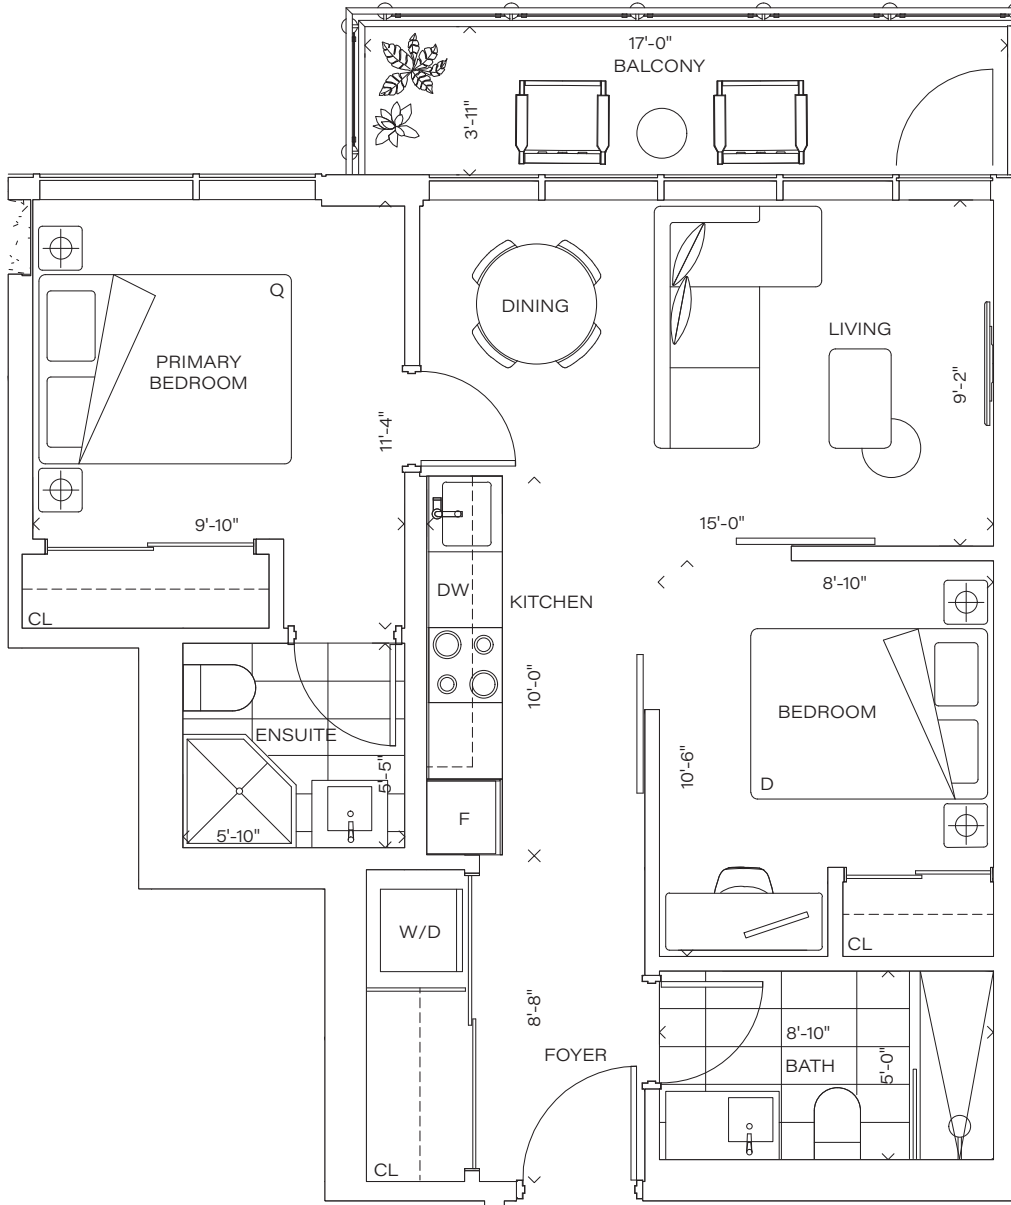 17'-0"
BALCONY
3'-11"
Q
DINING
LIVING
PRIMARY
BEDROOM
9'-2"
11'-4"
9'-10"
15'-0"
8'-10"
DW
KITCHEN
CL
10'-0"
BEDROOM
ENSUITE
5'-5"
10'-6"
D
5'-10"
F
W/D
CL
8'-8"
8'-10"
FOYER
BATH
5'-0"
CL